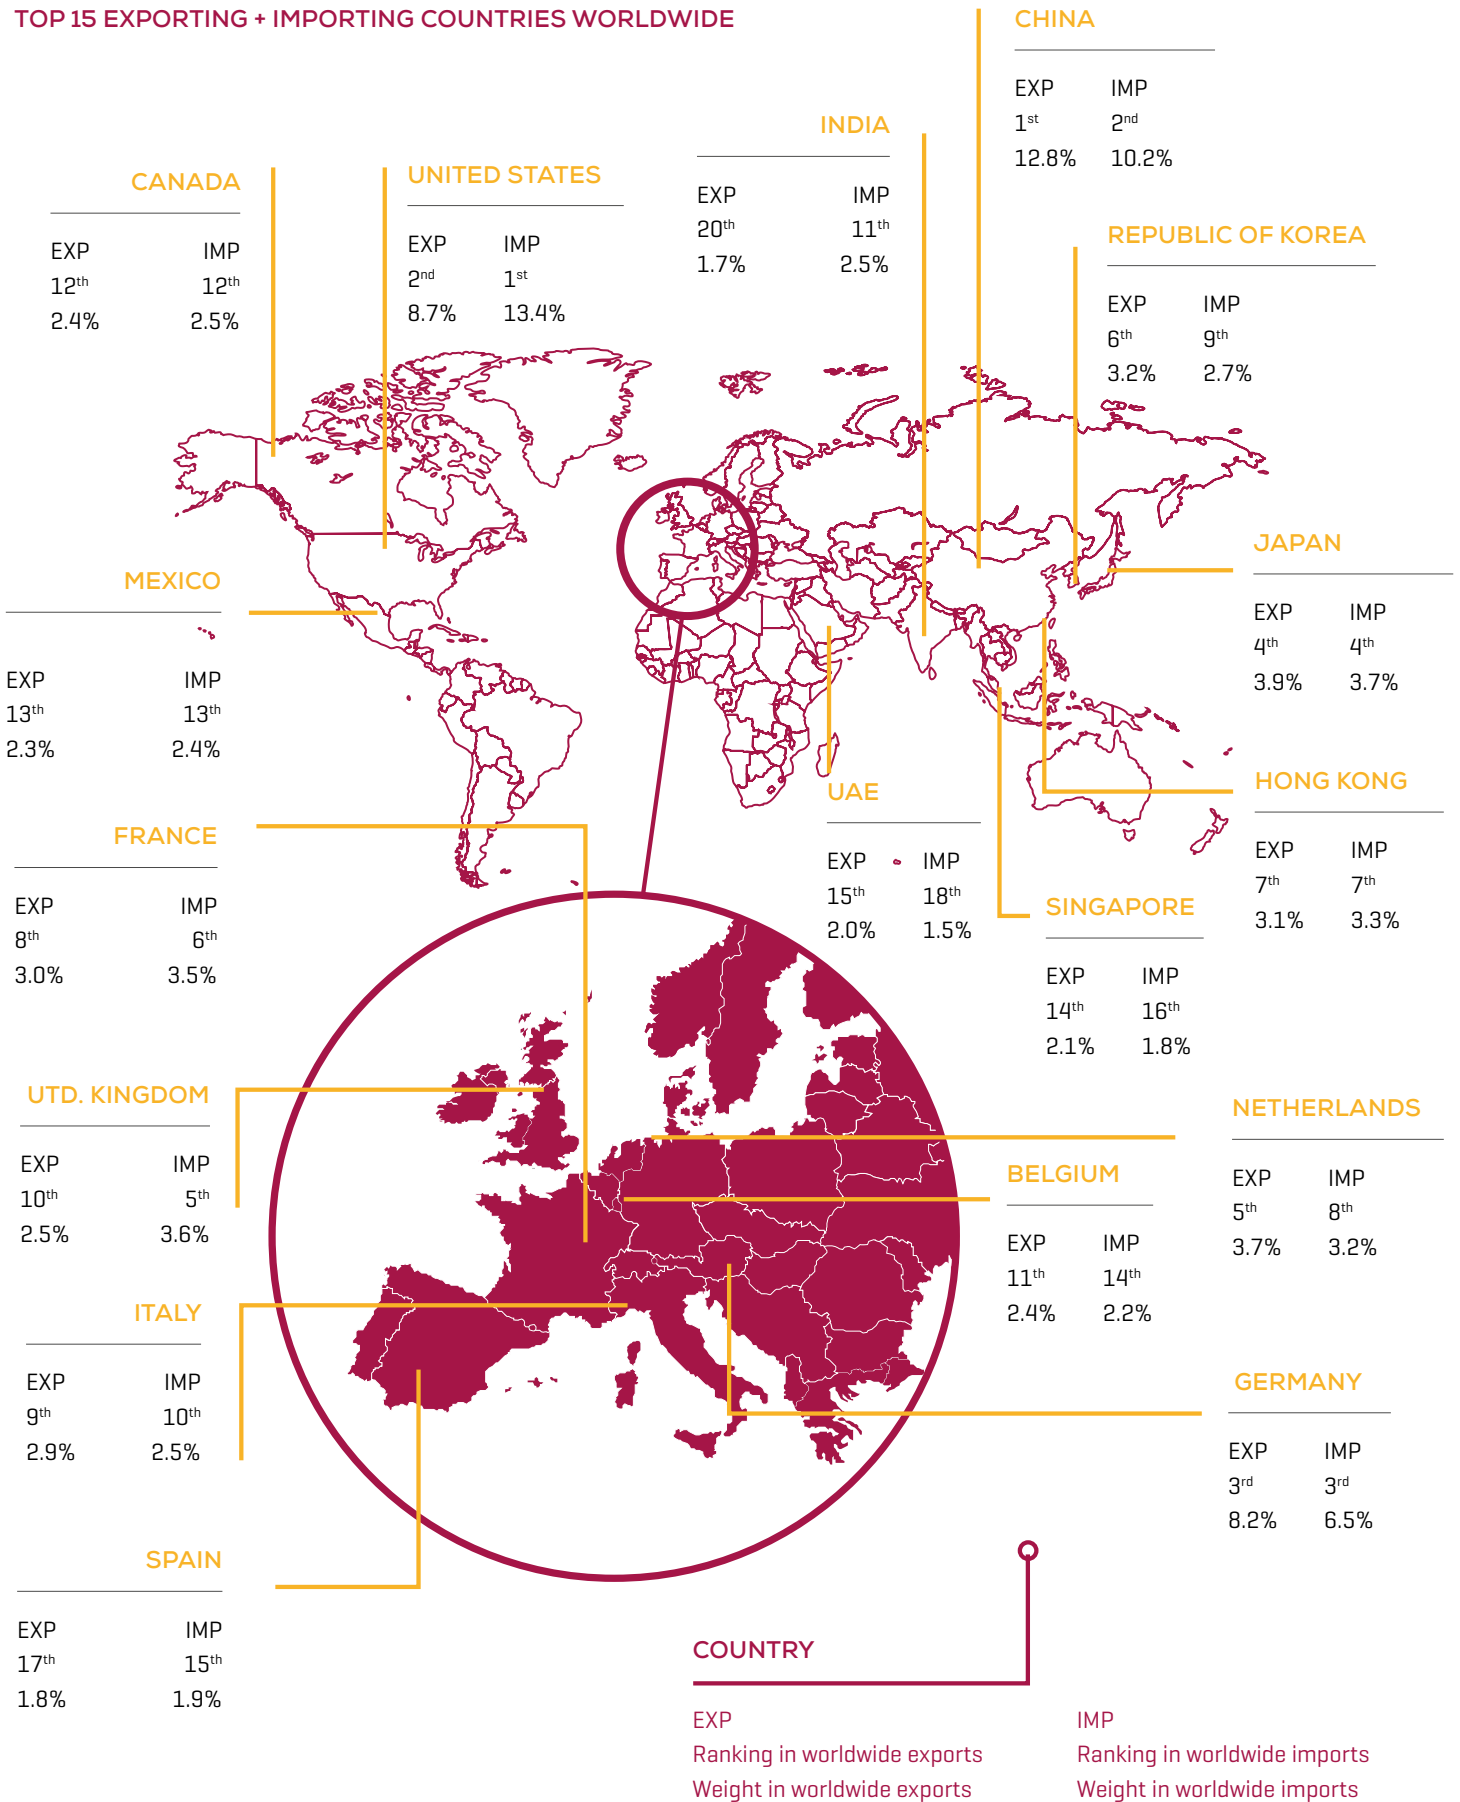 TOP 15 EXPORTING + IMPORTING COUNTRIES WORLDWIDE
CHINA
EXP IMP
1st 2nd
12.8% 10.2%
INDIA
EXP IMP
20th 11th
1.7% 2.5%
CANADA
EXP IMP
12th 12th
2.4% 2.5%
UNITED STATES
EXP IMP
2nd 1st
8.7% 13.4%
REPUBLIC OF KOREA
EXP IMP
6th 9th
3.2% 2.7%
JAPAN
EXP IMP
4th 4th
3.9% 3.7%
MEXICO
EXP IMP
13th 13th
2.3% 2.4%
HONG KONG
EXP IMP
7th 7th
3.1% 3.3%
UAE
EXP IMP
15th 18th
2.0% 1.5%
FRANCE
EXP IMP
8th 6th
3.0% 3.5%
SINGAPORE
EXP IMP
14th 16th
2.1% 1.8%
UTD. KINGDOM
EXP IMP
10th 5th
2.5% 3.6%
NETHERLANDS
EXP IMP
5th 8th
3.7% 3.2%
BELGIUM
EXP IMP
11th 14th
2.4% 2.2%
ITALY
EXP IMP
9th 10th
2.9% 2.5%
GERMANY
EXP IMP
3rd 3rd
8.2% 6.5%
SPAIN
EXP IMP
17th 15th
1.8% 1.9%
COUNTRY
EXP IMP
Ranking in worldwide exports Ranking in worldwide imports
Weight in worldwide exports Weight in worldwide imports